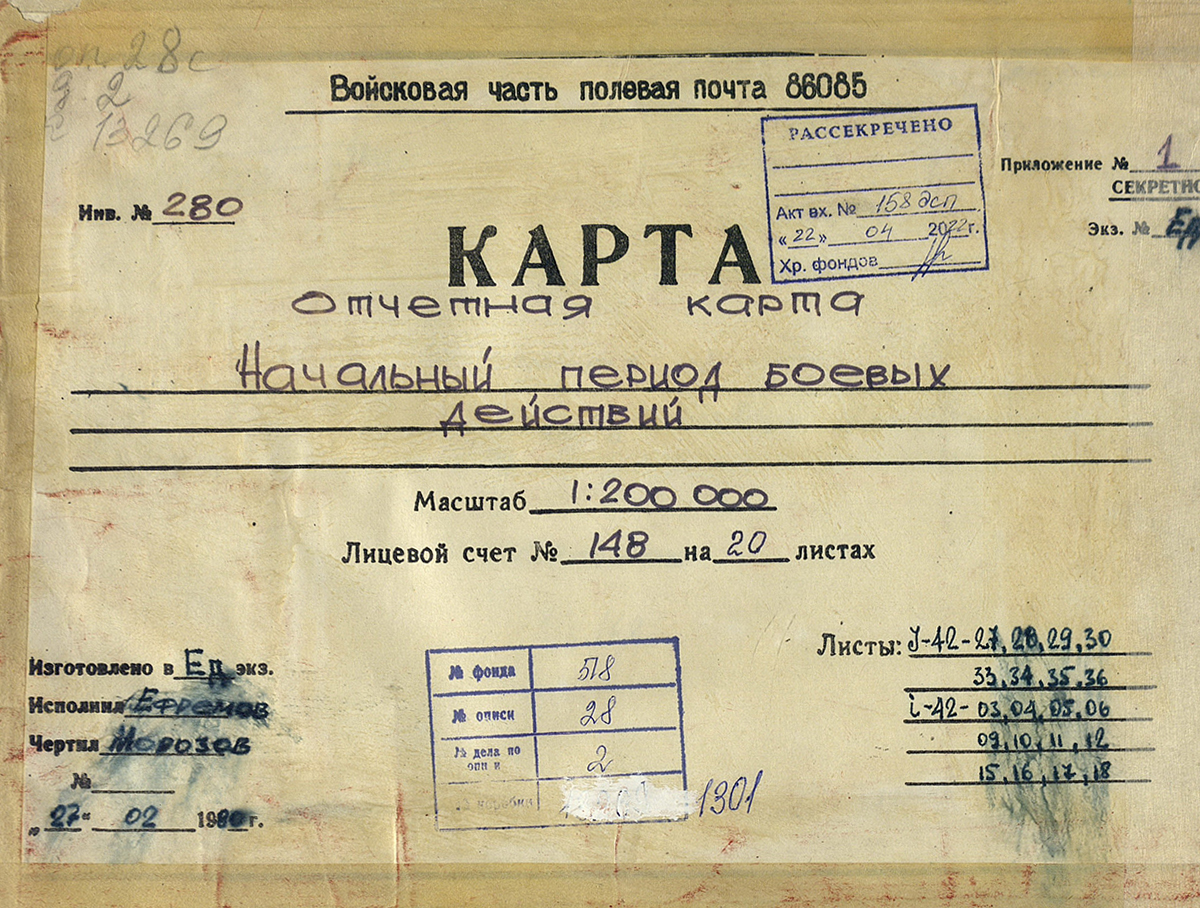 оп. 28с
д 2
13269
Войсковая часть полевая почта 86085
РАССЕКРЕЧЕНО
Акт вх. № 158 дсп
«22» 04 2022г.
Хр. фондов
Приложение № 1
СЕКРЕТНО
Экз. № Ед
Инв. № 280
КАРТА
Отчетная карта
Начальный период боевых
действий
Масштаб 1:200 000
Лицевой счет № 148 на 20 листах
Изготовлено в Ед экз.
Исполнил Ефремов
Чертил Морозов
№
„27“ 02 1980г.
№ фонда 518
№ описи 28
№ дела по описи 2
1301
Листы: J-42-27,28,29,30
33,34,35,36
i-42-03,04,05,06
09,10,11,12
15,16,17,18